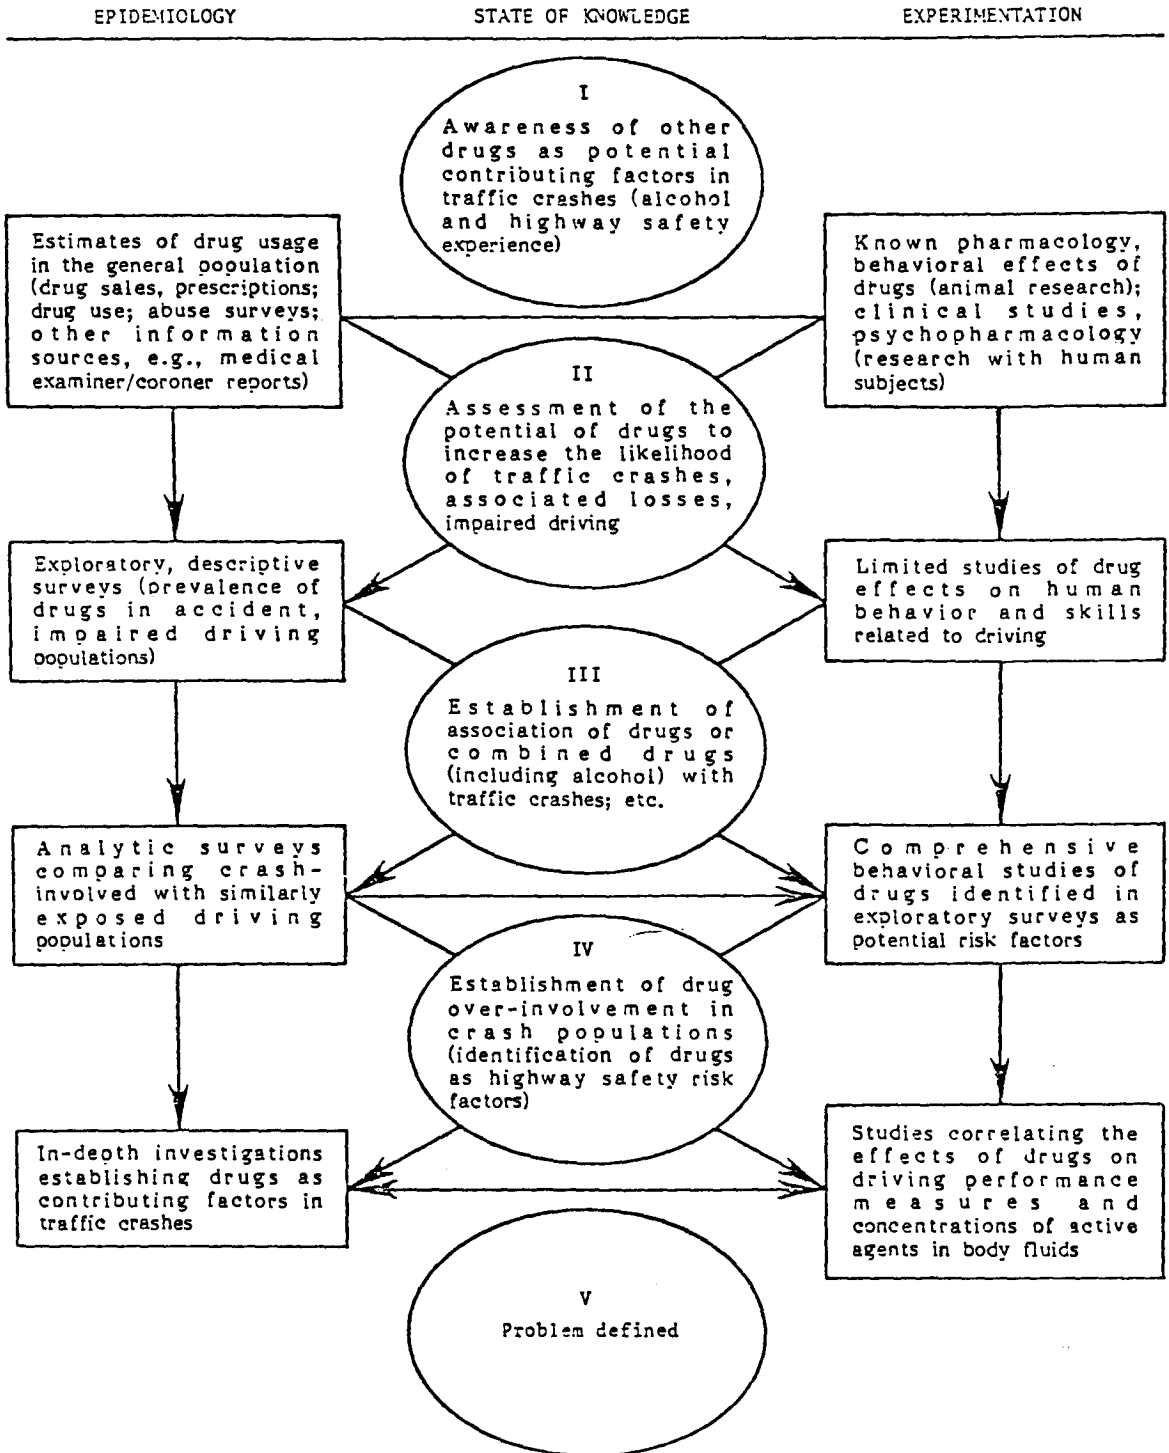 EPIDEMIOLOGY
STATE OF KNOWLEDGE
EXPERIMENTATION
I
Awareness of other
drugs as potential
contributing factors in
traffic crashes (alcohol
and highway safety
experience)
Estimates of drug usage
in the general population
(drug sales, prescriptions;
drug use; abuse surveys;
other information
sources, e.g., medical
examiner/coroner reports)
Known pharmacology,
behavioral effects of
drugs (animal research);
clinical studies,
psychopharmacology
(research with human
subjects)
II
Assessment of the
potential of drugs to
increase the likelihood
of traffic crashes,
associated losses,
impaired driving
Exploratory, descriptive
surveys (prevalence of
drugs in accident,
impaired driving
populations)
Limited studies of drug
effects on human
behavior and skills
related to driving
III
Establishment of
association of drugs or
combined drugs
(including alcohol) with
traffic crashes; etc.
Analytic surveys
comparing crash-
involved with similarly
exposed driving
populations
Comprehensive
behavioral studies of
drugs identified in
exploratory surveys as
potential risk factors
IV
Establishment of drug
over-involvement in
crash populations
(identification of drugs
as highway safety risk
factors)
In-depth investigations
establishing drugs as
contributing factors in
traffic crashes
Studies correlating the
effects of drugs on
driving performance
measures and
concentrations of active
agents in body fluids
V
Problem defined